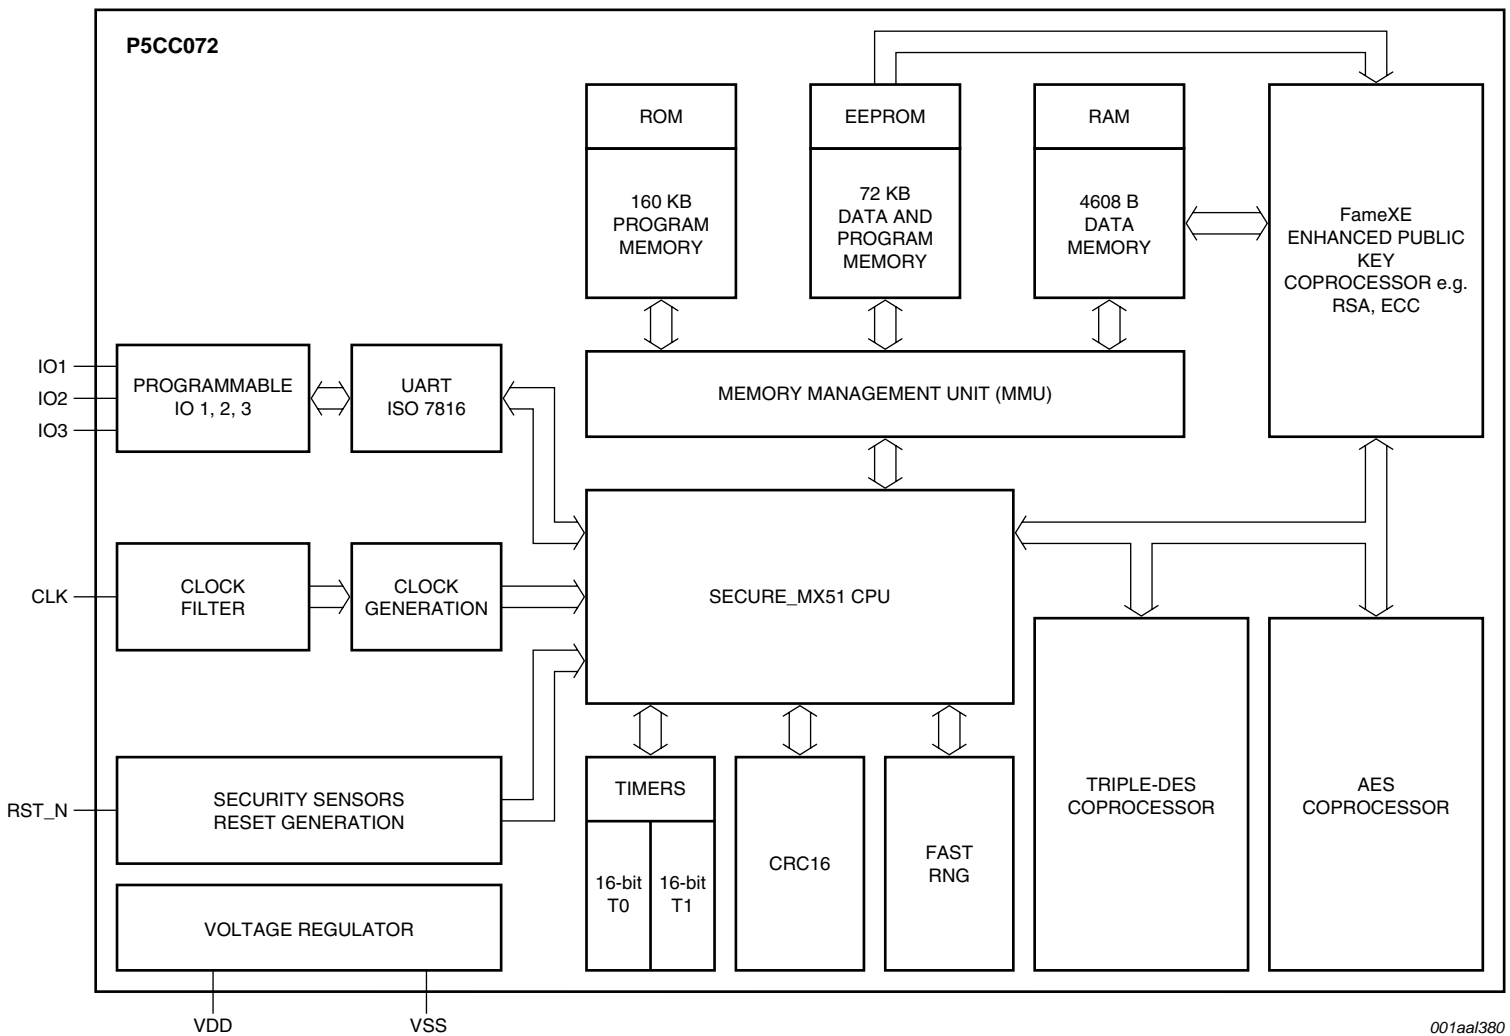 P5CC072
ROM
160 KB
PROGRAM
MEMORY
EEPROM
72 KB
DATA AND
PROGRAM
MEMORY
RAM
4608 B
DATA
MEMORY
FameXE
ENHANCED PUBLIC
KEY
COPROCESSOR e.g.
RSA, ECC
IO1
IO2
IO3
PROGRAMMABLE
IO 1, 2, 3
UART
ISO 7816
MEMORY MANAGEMENT UNIT (MMU)
CLK
CLOCK
FILTER
CLOCK
GENERATION
SECURE_MX51 CPU
RST_N
SECURITY SENSORS
RESET GENERATION
TIMERS
16-bit
T0
16-bit
T1
CRC16
FAST
RNG
TRIPLE-DES
COPROCESSOR
AES
COPROCESSOR
VOLTAGE REGULATOR
VDD
VSS
001aal380